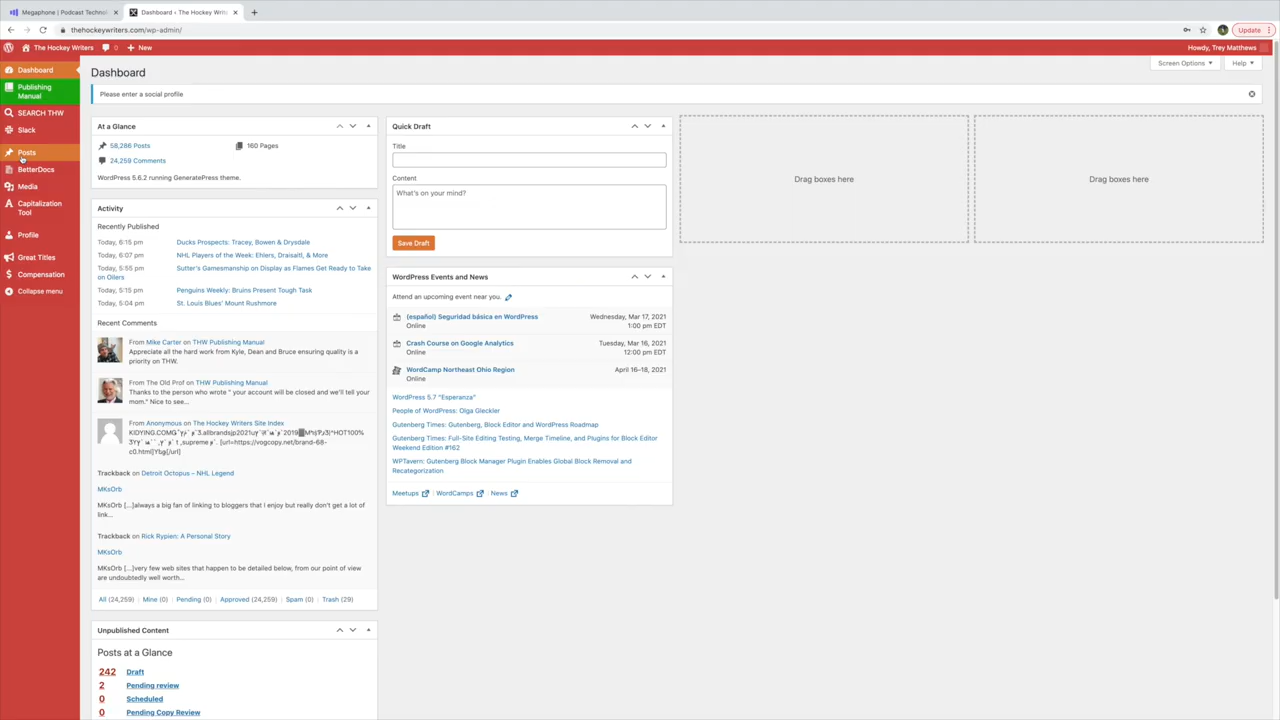 Megaphone | Podcast Technol
Dashboard ‹ The Hockey Writ
thehockeywriters.com/wp-admin/
Update
The Hockey Writers
0
New
Howdy, Trey Matthews
Dashboard
Publishing
Manual
SEARCH THW
Slack
Posts
BetterDocs
Media
Capitalization
Tool
Profile
Great Titles
Compensation
Collapse menu
Dashboard
Screen Options
Help
Please enter a social profile
At a Glance
58,286 Posts
160 Pages
24,259 Comments
WordPress 5.6.2 running GeneratePress theme.
Activity
Recently Published
Today, 6:15 pm Ducks Prospects: Tracey, Bowen & Drysdale
Today, 6:07 pm NHL Players of the Week: Ehlers, Draisaitl, & More
Today, 5:55 pm Sutter's Gamesmanship on Display as Flames Get Ready to Take
on Oilers
Today, 5:15 pm Penguins Weekly: Bruins Present Tough Task
Today, 5:04 pm St. Louis Blues' Mount Rushmore
Recent Comments
From Mike Carter on THW Publishing Manual
Appreciate all the hard work from Kyle, Dean and Bruce ensuring quality is a
priority on THW.
From The Old Prof on THW Publishing Manual
Thanks to the person who wrote " your account will be closed and we'll tell your
mom." Nice to see...
From Anonymous on The Hockey Writers Site Index
supreme
[url=https://vogcopy.net/brand-68-
c0.html]
Trackback on Detroit Octopus – NHL Legend
MKsOrb
MKsOrb [...]always a big fan of linking to bloggers that I enjoy but really don't get a lot of
link...
Trackback on Rick Rypien: A Personal Story
MKsOrb
MKsOrb [...]very few web sites that happen to be detailed below, from our point of view
are undoubtedly well worth...
All (24,259) Mine (0) Pending (0) Approved (24,259) Spam (0) Trash (29)
Unpublished Content
Posts at a Glance
242 Draft
2 Pending review
0 Scheduled
0 Pending Copy Review
Quick Draft
Title
Content
What's on your mind?
Save Draft
WordPress Events and News
Attend an upcoming event near you.
(español) Seguridad básica en WordPress
Wednesday, Mar 17, 2021
Online
1:00 pm EDT
Crash Course on Google Analytics
Tuesday, Mar 16, 2021
Online
12:00 pm EDT
WordCamp Northeast Ohio Region
April 16–18, 2021
Online
WordPress 5.7 "Esperanza"
People of WordPress: Olga Gleckler
Gutenberg Times: Gutenberg, Block Editor and WordPress Roadmap
Gutenberg Times: Full-Site Editing Testing, Merge Timeline, and Plugins for Block Editor
Weekend Edition #162
WPTavern: Gutenberg Block Manager Plugin Enables Global Block Removal and
Recategorization
Meetups WordCamps News
Drag boxes here
Drag boxes here